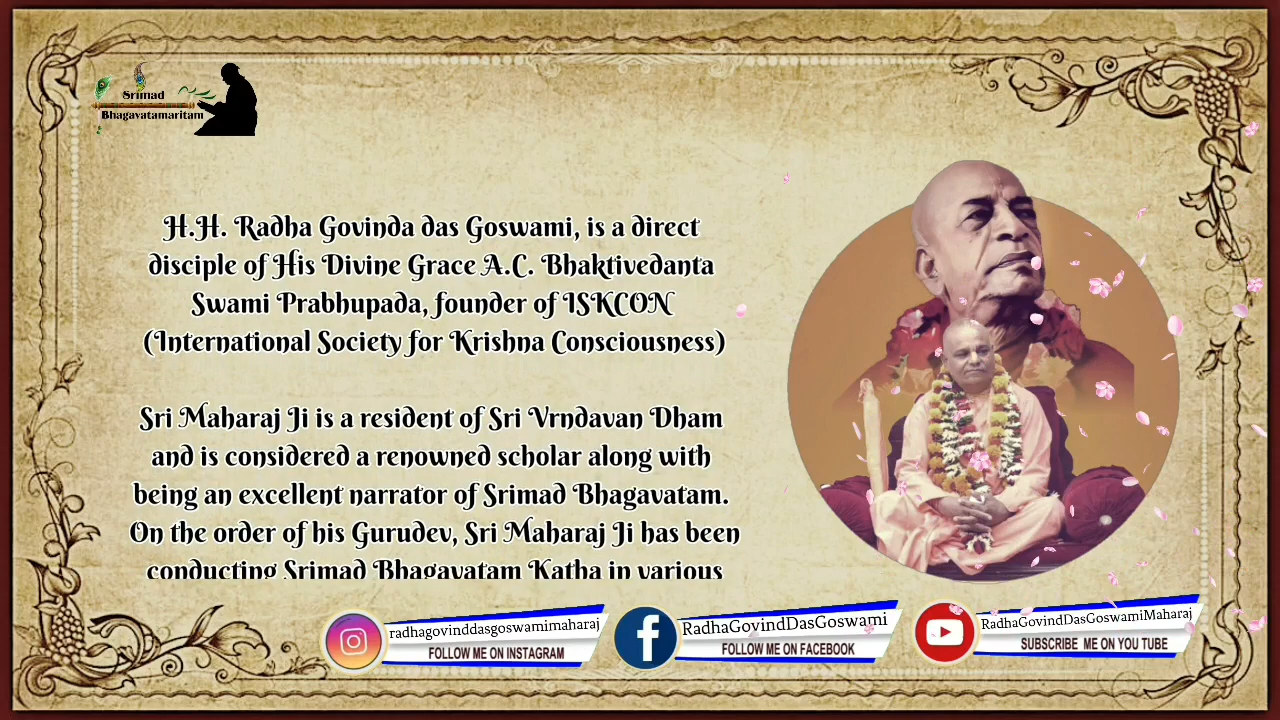 Srimad
Bhagavatamaritam
H.H. Radha Govinda das Goswami, is a direct
disciple of His Divine Grace A.C. Bhaktivedanta
Swami Prabhupada, founder of ISKCON
(International Society for Krishna Consciousness)
Sri Maharaj Ji is a resident of Sri Vrndavan Dham
and is considered a renowned scholar along with
being an excellent narrator of Srimad Bhagavatam.
On the order of his Gurudev, Sri Maharaj Ji has been
conducting Srimad Bhagavatam Katha in various
radhagovinddasgoswamimaharaj
FOLLOW ME ON INSTAGRAM
RadhaGovindDasGoswami
FOLLOW ME ON FACEBOOK
RadhaGovindDasGoswamiMaharaj
SUBSCRIBE ME ON YOU TUBE